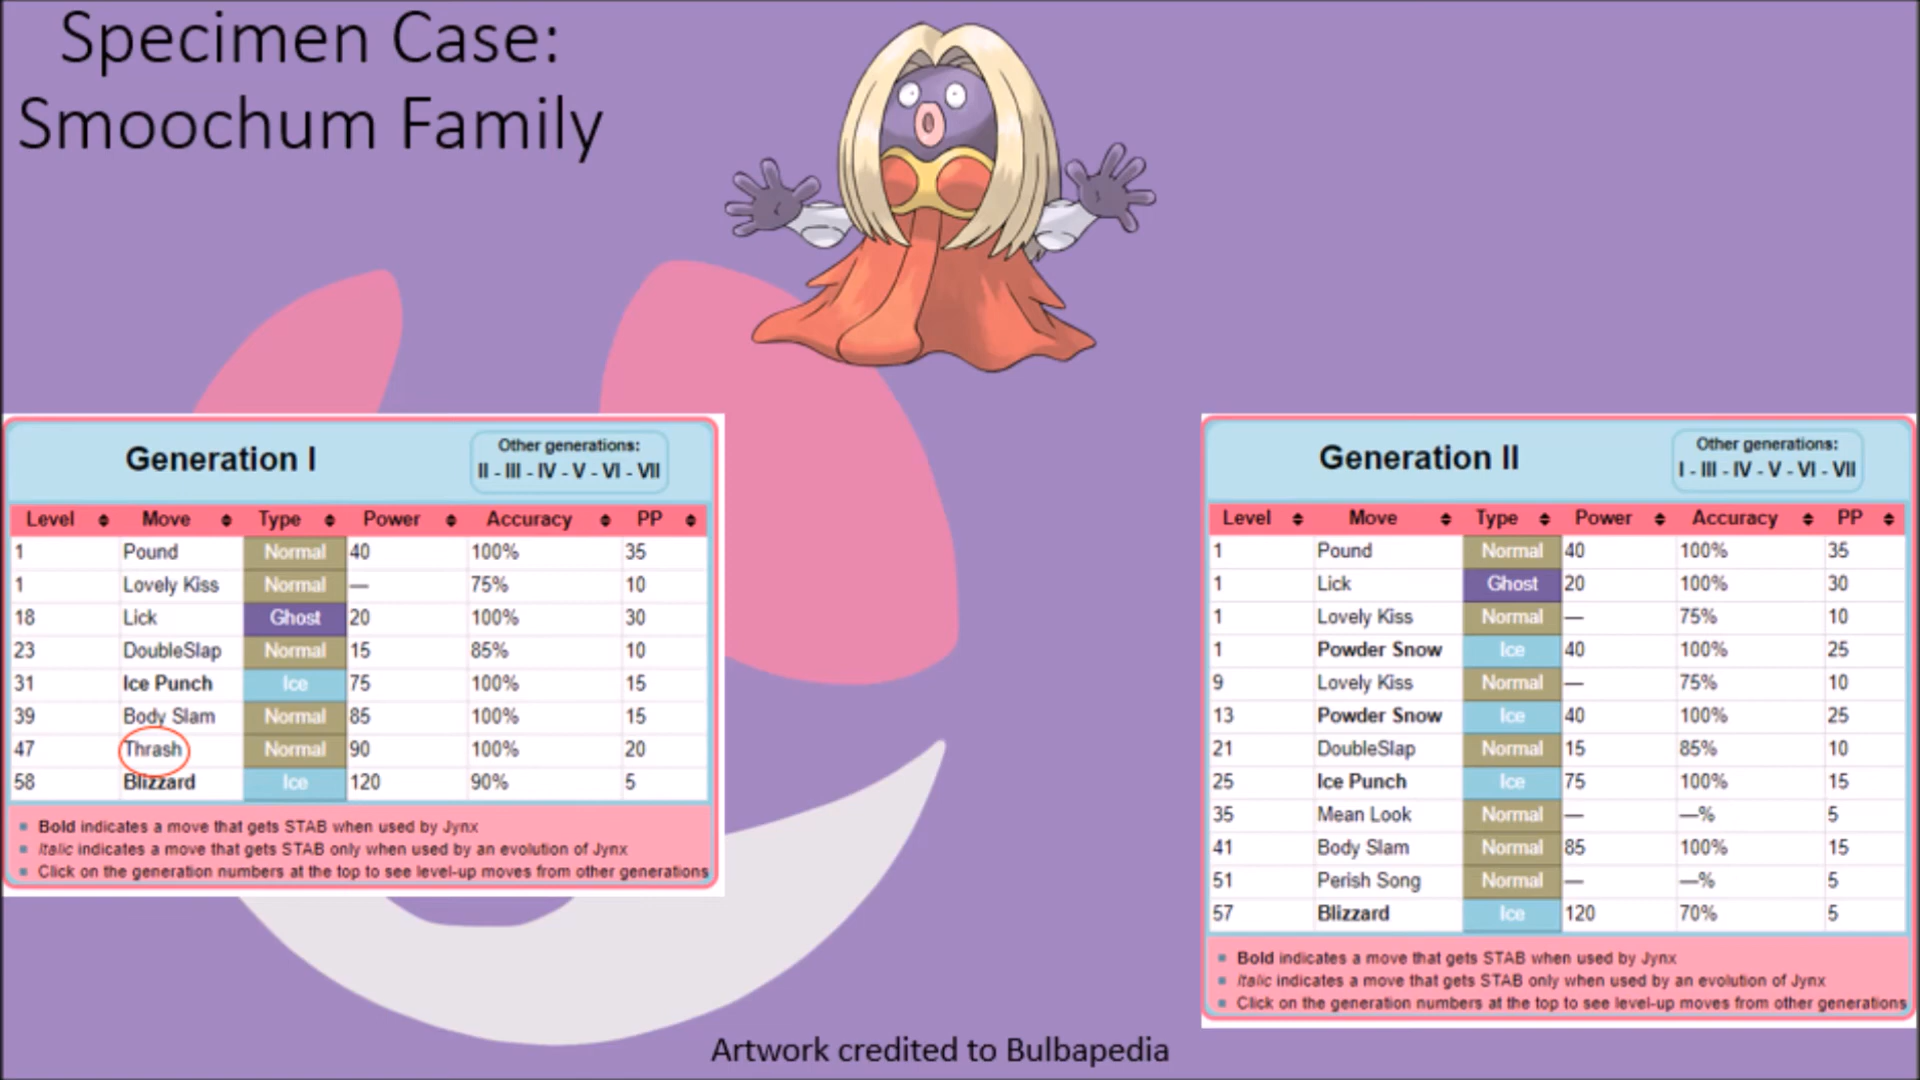 Specimen Case:
Smoochum Family
Generation I
Other generations:
II - III - IV - V - VI - VII
Level Move Type Power Accuracy PP
1 Pound Normal 40 100% 35
1 Lovely Kiss Normal — 75% 10
18 Lick Ghost 20 100% 30
23 DoubleSlap Normal 15 85% 10
31 Ice Punch Ice 75 100% 15
39 Body Slam Normal 85 100% 15
47 Thrash Normal 90 100% 20
58 Blizzard Ice 120 90% 5
Bold indicates a move that gets STAB when used by Jynx
Italic indicates a move that gets STAB only when used by an evolution of Jynx
Click on the generation numbers at the top to see level-up moves from other generations
Generation II
Other generations:
I - III - IV - V - VI - VII
Level Move Type Power Accuracy PP
1 Pound Normal 40 100% 35
1 Lick Ghost 20 100% 30
1 Lovely Kiss Normal — 75% 10
1 Powder Snow Ice 40 100% 25
9 Lovely Kiss Normal — 75% 10
13 Powder Snow Ice 40 100% 25
21 DoubleSlap Normal 15 85% 10
25 Ice Punch Ice 75 100% 15
35 Mean Look Normal — —% 5
41 Body Slam Normal 85 100% 15
51 Perish Song Normal — —% 5
57 Blizzard Ice 120 70% 5
Bold indicates a move that gets STAB when used by Jynx
Italic indicates a move that gets STAB only when used by an evolution of Jynx
Click on the generation numbers at the top to see level-up moves from other generations
Artwork credited to Bulbapedia